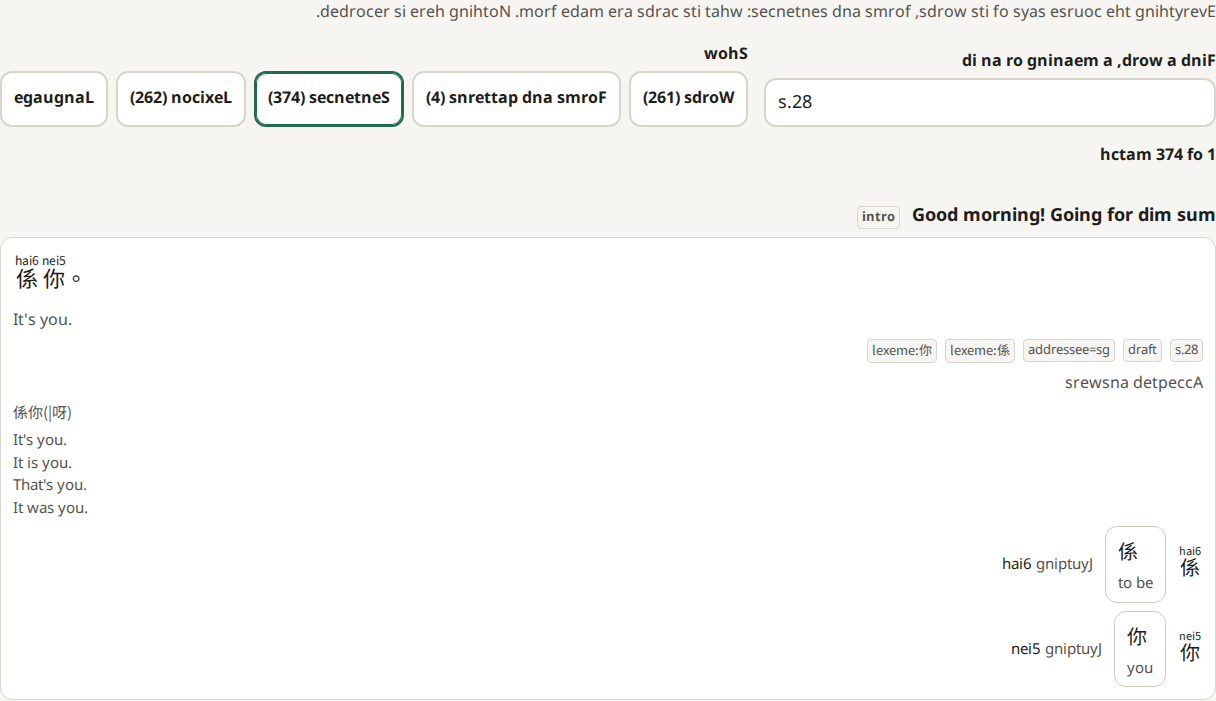 .dedrocer si ereh gnihtoN .morf edam era sdrac sti tahw :secnetnes dna smrof ,sdrow sti fo syas esruoc eht gnihtyrevE
di na ro gninaem a ,drow a dniF
s.28
wohS
(261) sdroW
(4) snrettap dna smroF
(374) secnetneS
(262) nocixeL
egaugnaL
hctam 374 fo 1
Good morning! Going for dim sum
intro
hai6 nei5
係 你。
It's you.
lexeme:你 lexeme:係 addressee=sg draft s.28
srewsna detpeccA
係你(|呀)
It's you.
It is you.
That's you.
It was you.
hai6
係
係
to be
hai6 gniptuyJ
nei5
你
你
you
nei5 gniptuyJ